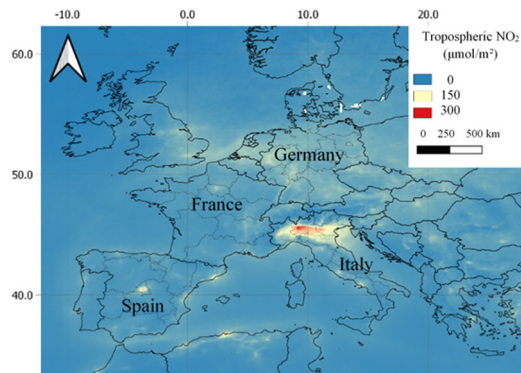 -10.0 0.0 10.0 20.0
Tropospheric NO₂
(µmol/m²)
0
150
300
0 250 500 km
60.0
50.0
40.0
Germany
France
Italy
Spain